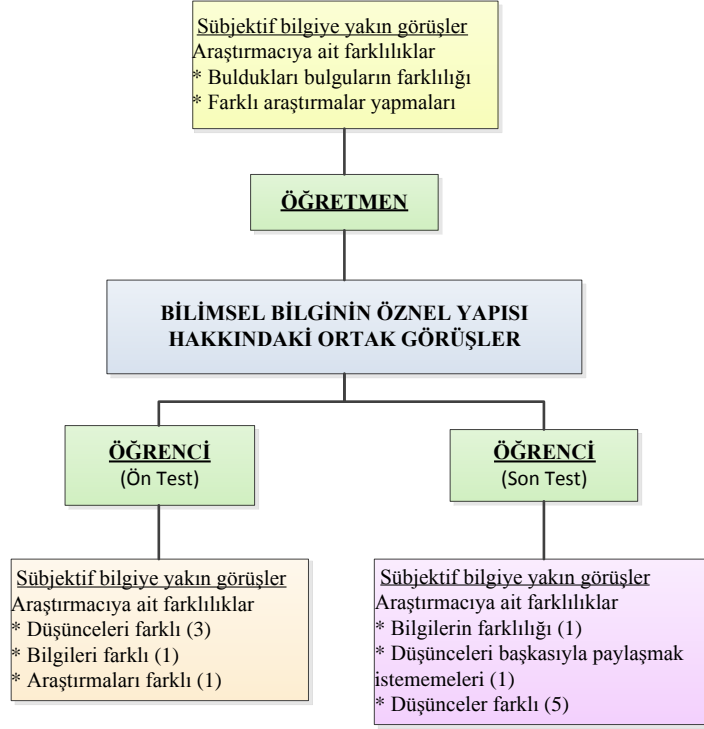 Sübjektif bilgiye yakın görüşler
Araştırmacıya ait farklılıklar
* Buldukları bulguların farklılığı
* Farklı araştırmalar yapmaları
ÖĞRETMEN
BİLİMSEL BİLGİNİN ÖZNEL YAPISI
HAKKINDAKİ ORTAK GÖRÜŞLER
ÖĞRENCİ
(Ön Test)
ÖĞRENCİ
(Son Test)
Sübjektif bilgiye yakın görüşler
Araştırmacıya ait farklılıklar
* Düşünceleri farklı (3)
* Bilgileri farklı (1)
* Araştırmaları farklı (1)
Sübjektif bilgiye yakın görüşler
Araştırmacıya ait farklılıklar
* Bilgilerin farklılığı (1)
* Düşünceleri başkasıyla paylaşmak
istememeleri (1)
* Düşünceler farklı (5)